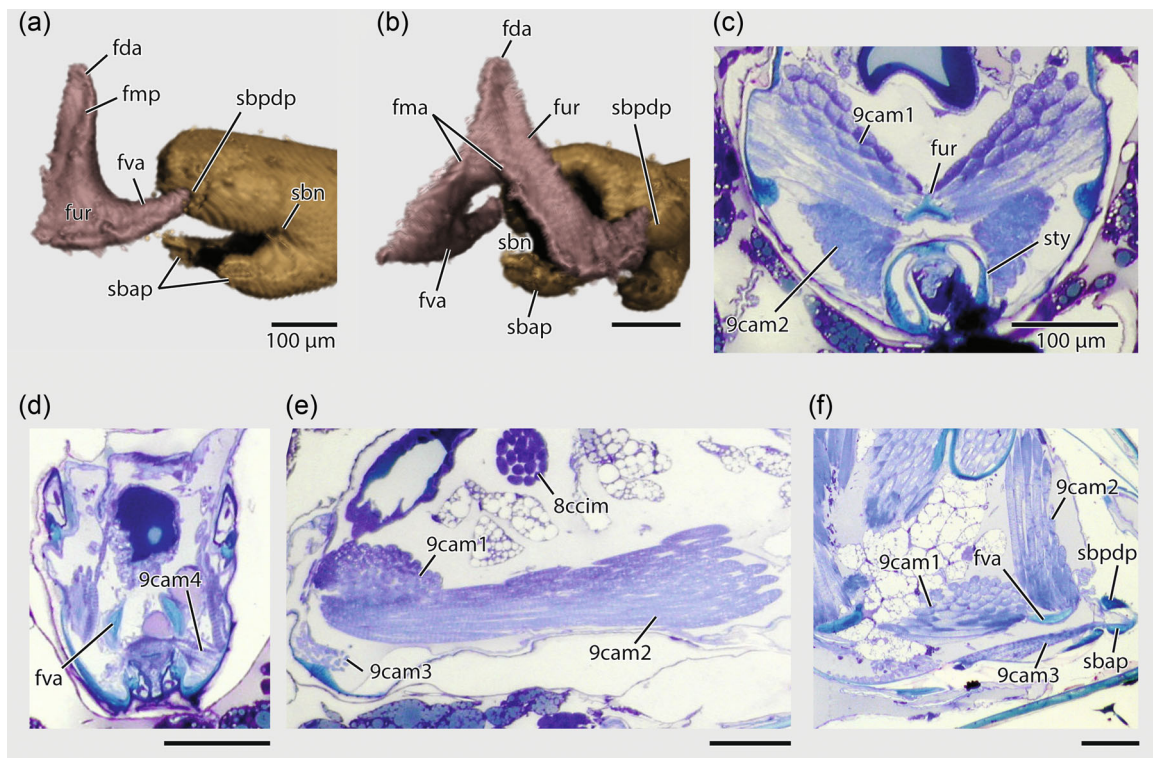 (a)
fda
fmp
sbpdp
fva
sbn
fur
sbap
100 µm
(b)
fda
fma
fur
sbpdp
sbn
fva
sbap
(c)
9cam1
fur
sty
9cam2
100 µm
(d)
9cam4
fva
(e)
8ccim
9cam1
9cam3
9cam2
(f)
9cam2
sbpdp
9cam1
fva
9cam3
sbap